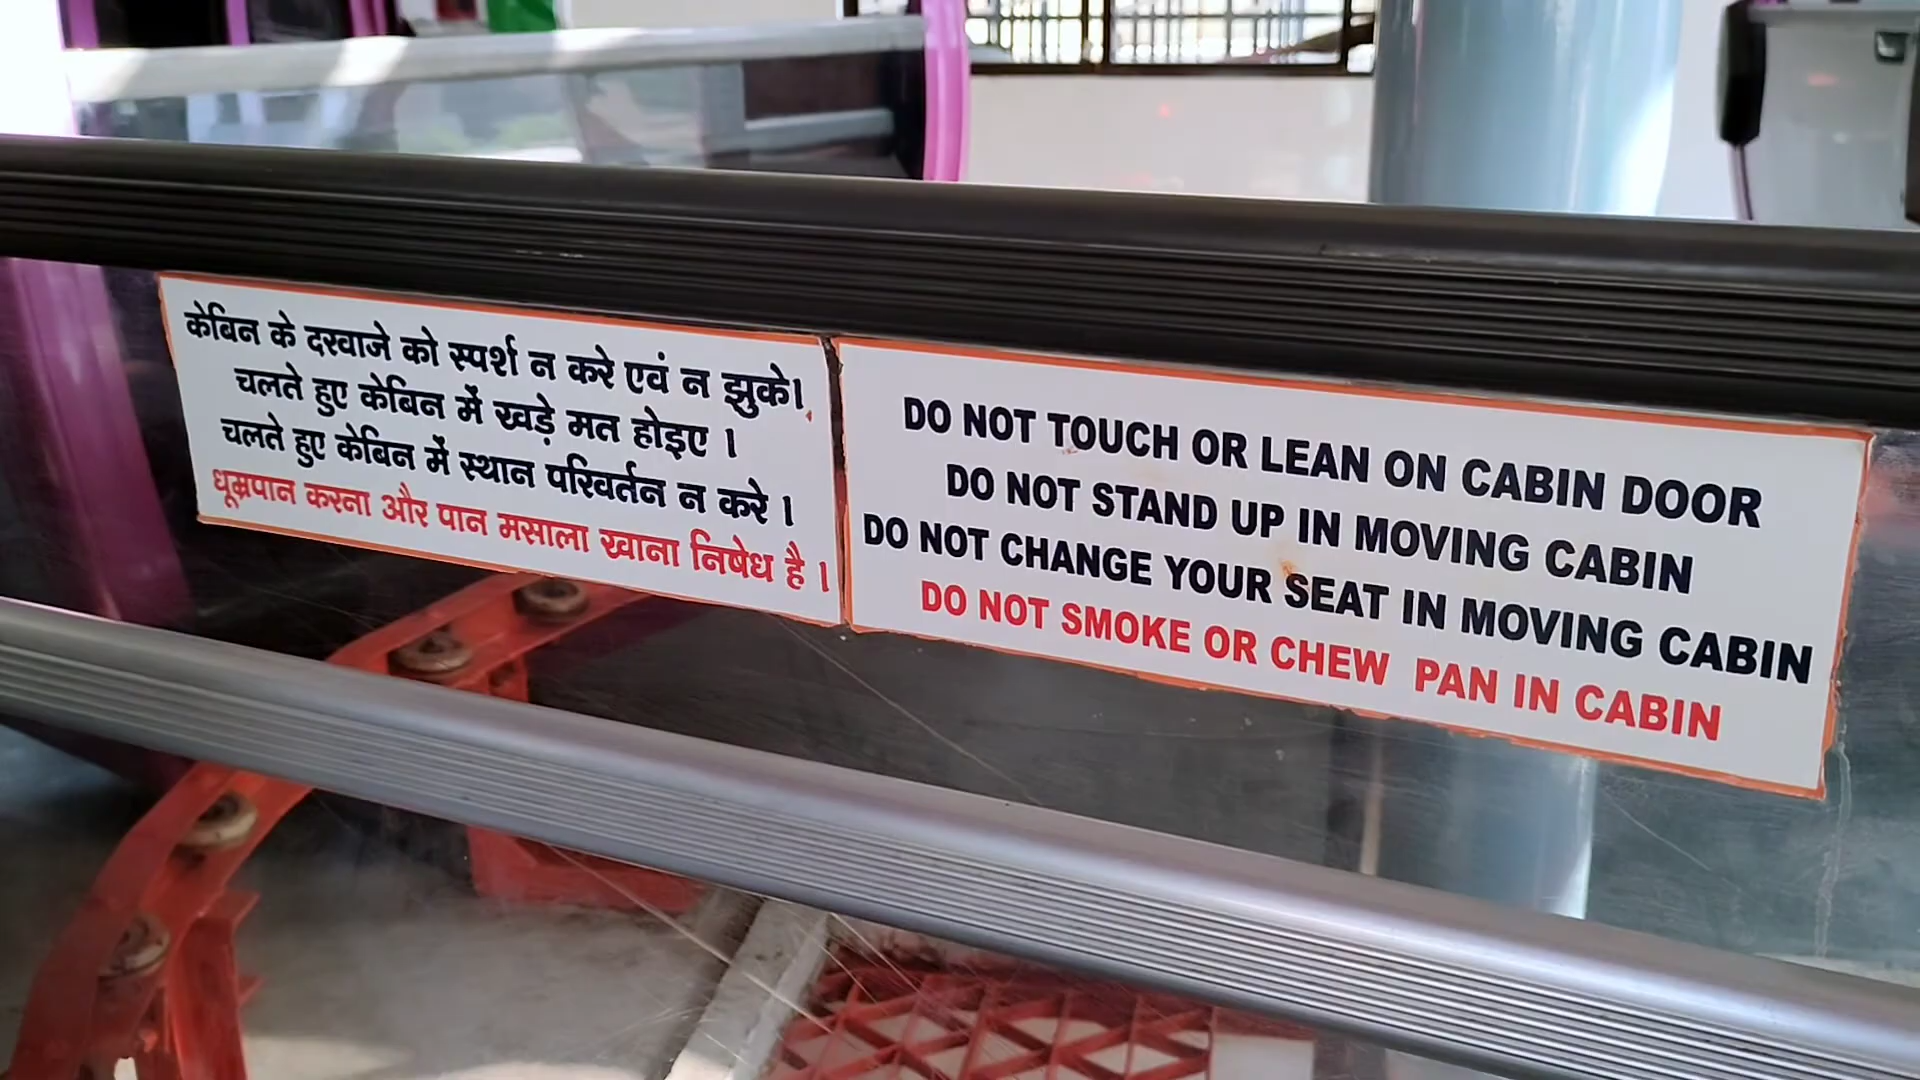 केबिन के दरवाजे को स्पर्श न करे एवं न झुके।
चलते हुए केबिन में खड़े मत होइए ।
चलते हुए केबिन में स्थान परिवर्तन न करे ।
धूम्रपान करना और पान मसाला खाना निषेध है ।
DO NOT TOUCH OR LEAN ON CABIN DOOR
DO NOT STAND UP IN MOVING CABIN
DO NOT CHANGE YOUR SEAT IN MOVING CABIN
DO NOT SMOKE OR CHEW PAN IN CABIN